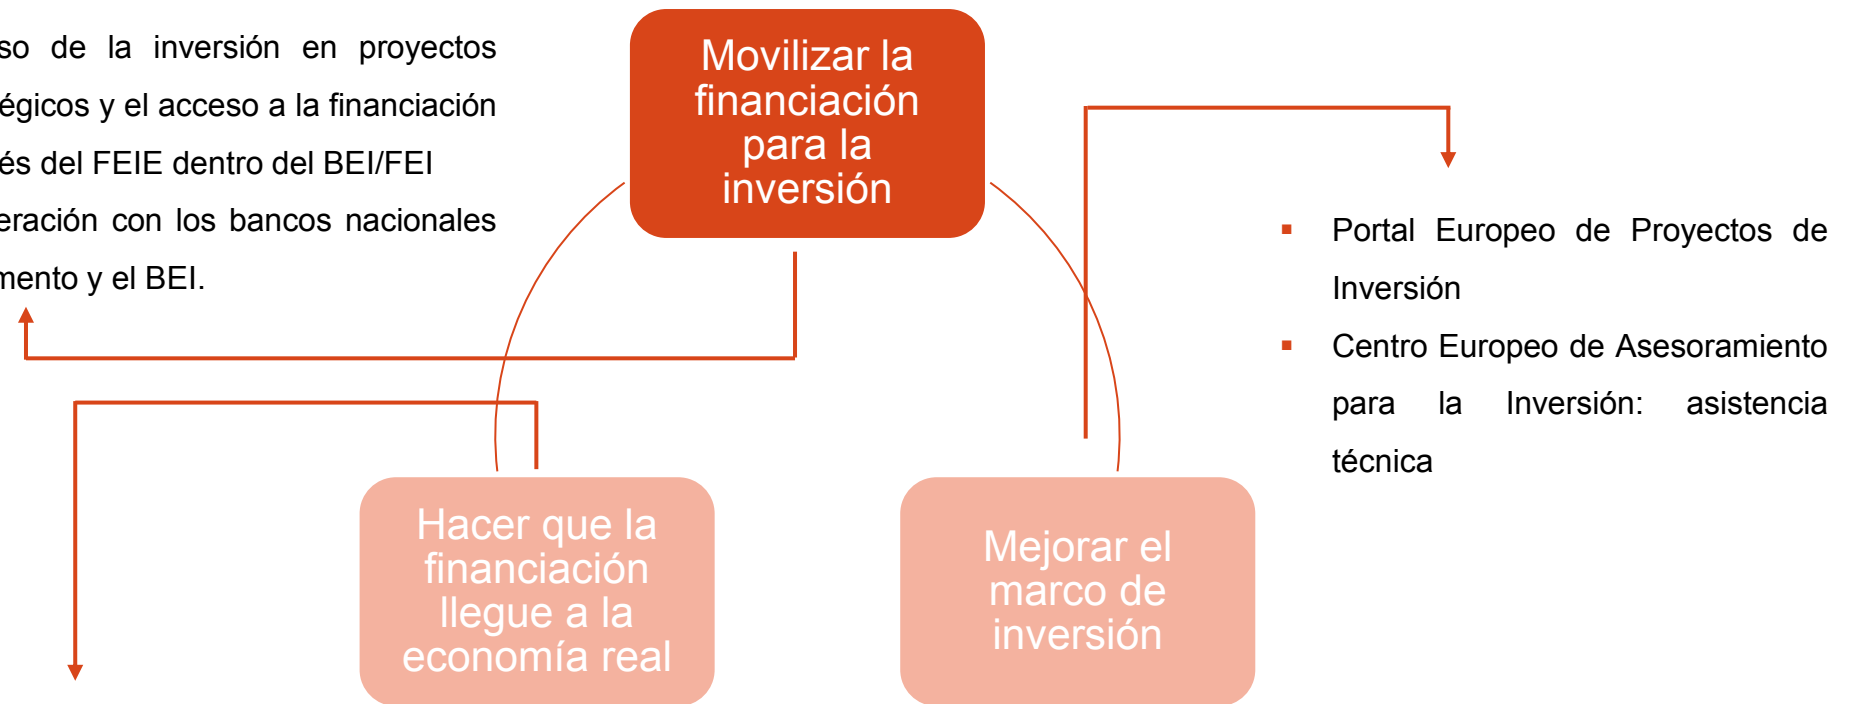 so de la inversión en proyectos
égicos y el acceso a la financiación
és del FEIE dentro del BEI/FEI
eración con los bancos nacionales
mento y el BEI.
Movilizar la
financiación
para la
inversión
▪ Portal Europeo de Proyectos de
Inversión
▪ Centro Europeo de Asesoramiento
para la Inversión: asistencia
técnica
Hacer que la
financiación
llegue a la
economía real
Mejorar el
marco de
inversión